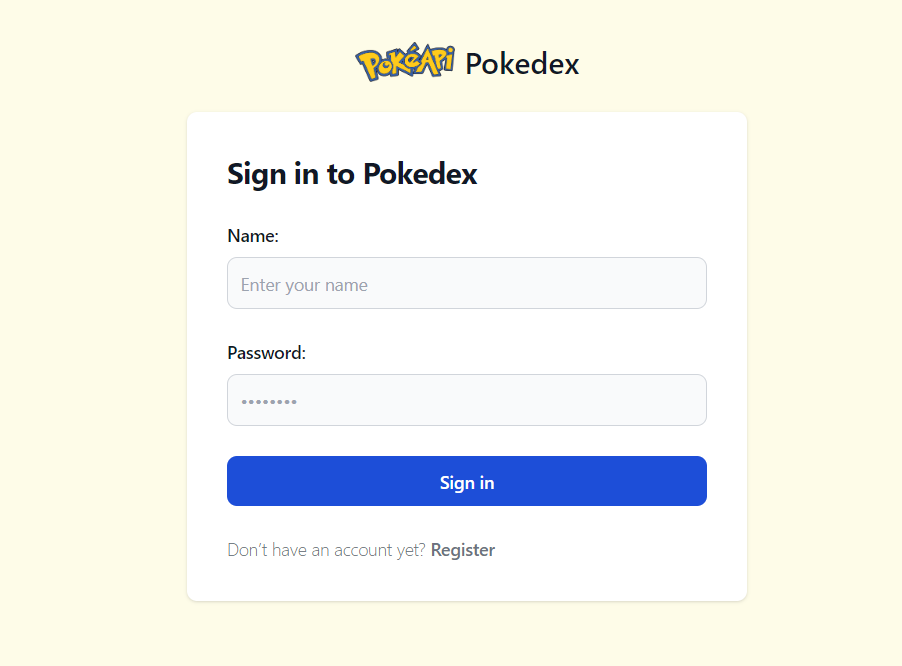 PokéAPI Pokedex
Sign in to Pokedex
Name:
Enter your name
Password:
••••••••
Sign in
Don’t have an account yet? Register